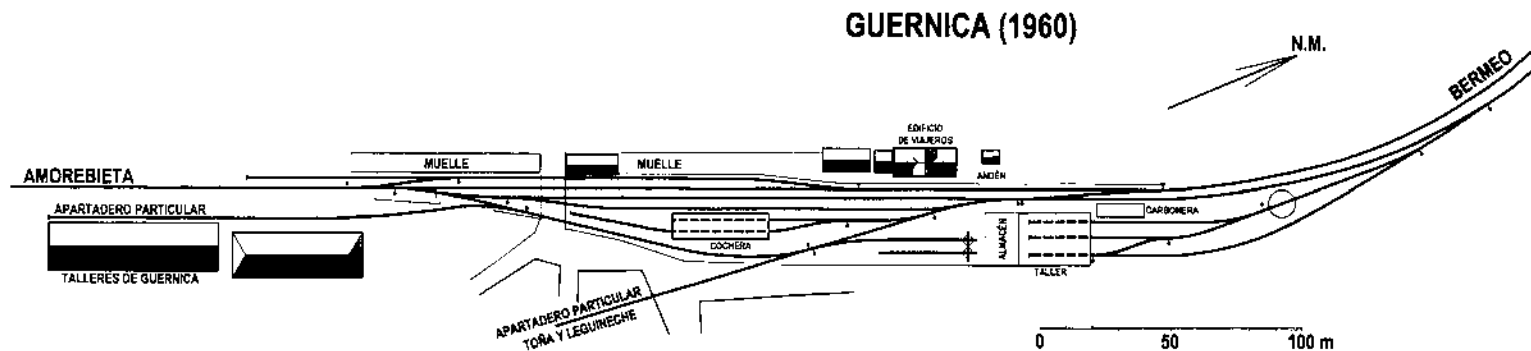 GUERNICA (1960)
N.M.
BERMEO
EDIFICIO
DE VIAJEROS
MUELLE
MUELLE
ANDÉN
AMOREBIETA
APARTADERO PARTICULAR
CARBONERA
COCHERA
ALMACÉN
TALLER
TALLERES DE GUERNICA
APARTADERO PARTICULAR
TOÑA Y LEGUINECHE
0 50 100 m